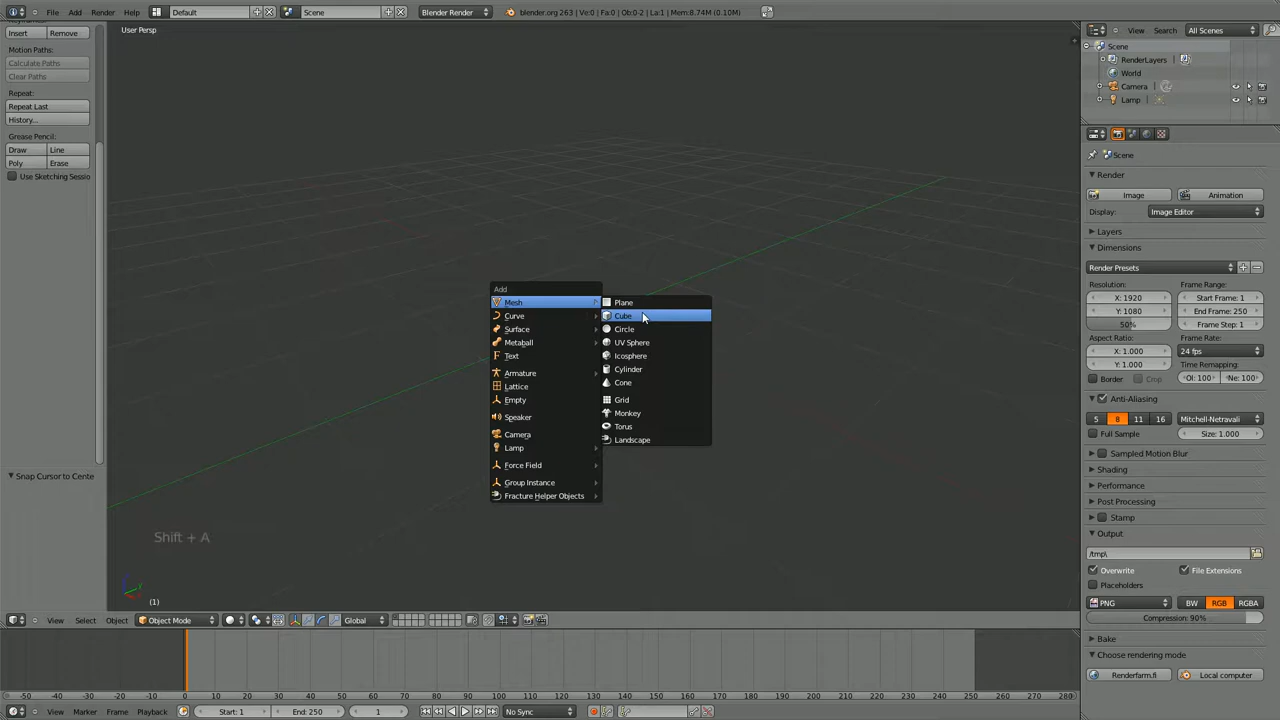 File Add Render Help Default Scene Blender Render blender.org 263 | Ve:0 | Fa:0 | Ob:0-2 | La:1 | Mem:8.74M (0.10M)
View Search All Scenes
Scene
RenderLayers
World
Camera
Lamp
Insert Remove
Motion Paths:
Calculate Paths
Clear Paths
Repeat:
Repeat Last
History...
Grease Pencil:
Draw Line
Poly Erase
Use Sketching Sessio
Snap Cursor to Cente
User Persp
Add
Mesh
Curve
Surface
Metaball
Text
Armature
Lattice
Empty
Speaker
Camera
Lamp
Force Field
Group Instance
Fracture Helper Objects
Plane
Cube
Circle
UV Sphere
Icosphere
Cylinder
Cone
Grid
Monkey
Torus
Landscape
Shift + A
(1)
View Select Object Object Mode Global
Scene
Render
Image Animation
Display: Image Editor
Layers
Dimensions
Render Presets
Resolution: Frame Range:
X: 1920 Start Frame: 1
Y: 1080 End Frame: 250
50% Frame Step: 1
Aspect Ratio: Frame Rate:
X: 1.000 24 fps
Y: 1.000 Time Remapping:
Border Crop Ol: 100 Ne: 100
Anti-Aliasing
5 8 11 16 Mitchell-Netravali
Full Sample Size: 1.000
Sampled Motion Blur
Shading
Performance
Post Processing
Stamp
Output
/tmp\
Overwrite File Extensions
Placeholders
PNG BW RGB RGBA
Compression: 90%
Bake
Choose rendering mode
Renderfarm.fi Local computer
-50 -40 -30 -20 -10 0 10 20 30 40 50 60 70 80 90 100 110 120 130 140 150 160 170 180 190 200 210 220 230 240 250 260 270 280
View Marker Frame Playback Start: 1 End: 250 1 No Sync